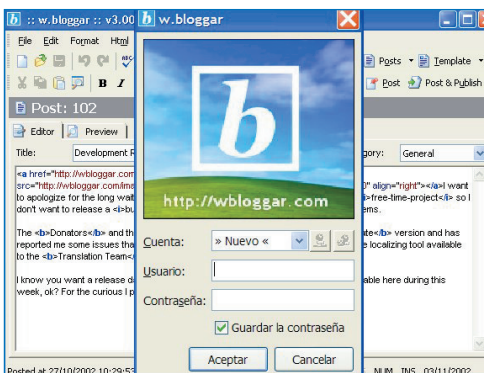 b :: w.bloggar :: v3.00
File Edit Format Html
Posts Template
ABC
B I
Post Post & Publish
Post: 102
Editor Preview
Title: Development R
gory: General
<a href="http://wbloggar.com
src="http://wbloggar.com/ima
to apologize for the long wait
don't want to release a <i>bu
0" align="right"></a>I want
<i>free-time-project</i> so I
ems.
The <b>Donators</b> and th
reported me some issues tha
to the <b>Translation Team</
ate</b> version and has
e localizing tool available
I know you want a release d
week, ok? For the curious I p
able here during this
Posted at 27/10/2002 10:29:53
NUM INS 03/11/2002
b w.bloggar
b
http://wbloggar.com
Cuenta: » Nuevo «
Usuario:
Contraseña:
Guardar la contraseña
Aceptar Cancelar